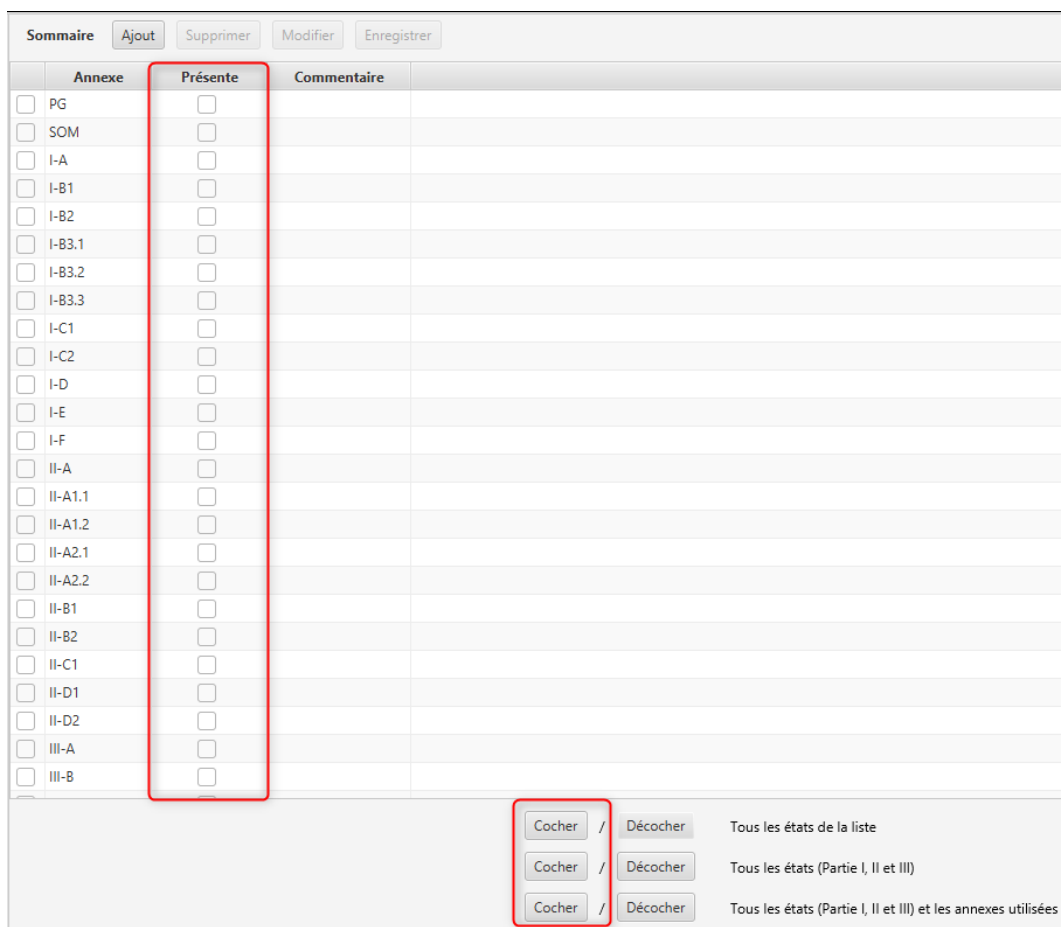 Sommaire Ajout Supprimer Modifier Enregistrer
Annexe Présente Commentaire
PG
SOM
I-A
I-B1
I-B2
I-B3.1
I-B3.2
I-B3.3
I-C1
I-C2
I-D
I-E
I-F
II-A
II-A1.1
II-A1.2
II-A2.1
II-A2.2
II-B1
II-B2
II-C1
II-D1
II-D2
III-A
III-B
Cocher / Décocher Tous les états de la liste
Cocher / Décocher Tous les états (Partie I, II et III)
Cocher / Décocher Tous les états (Partie I, II et III) et les annexes utilisées